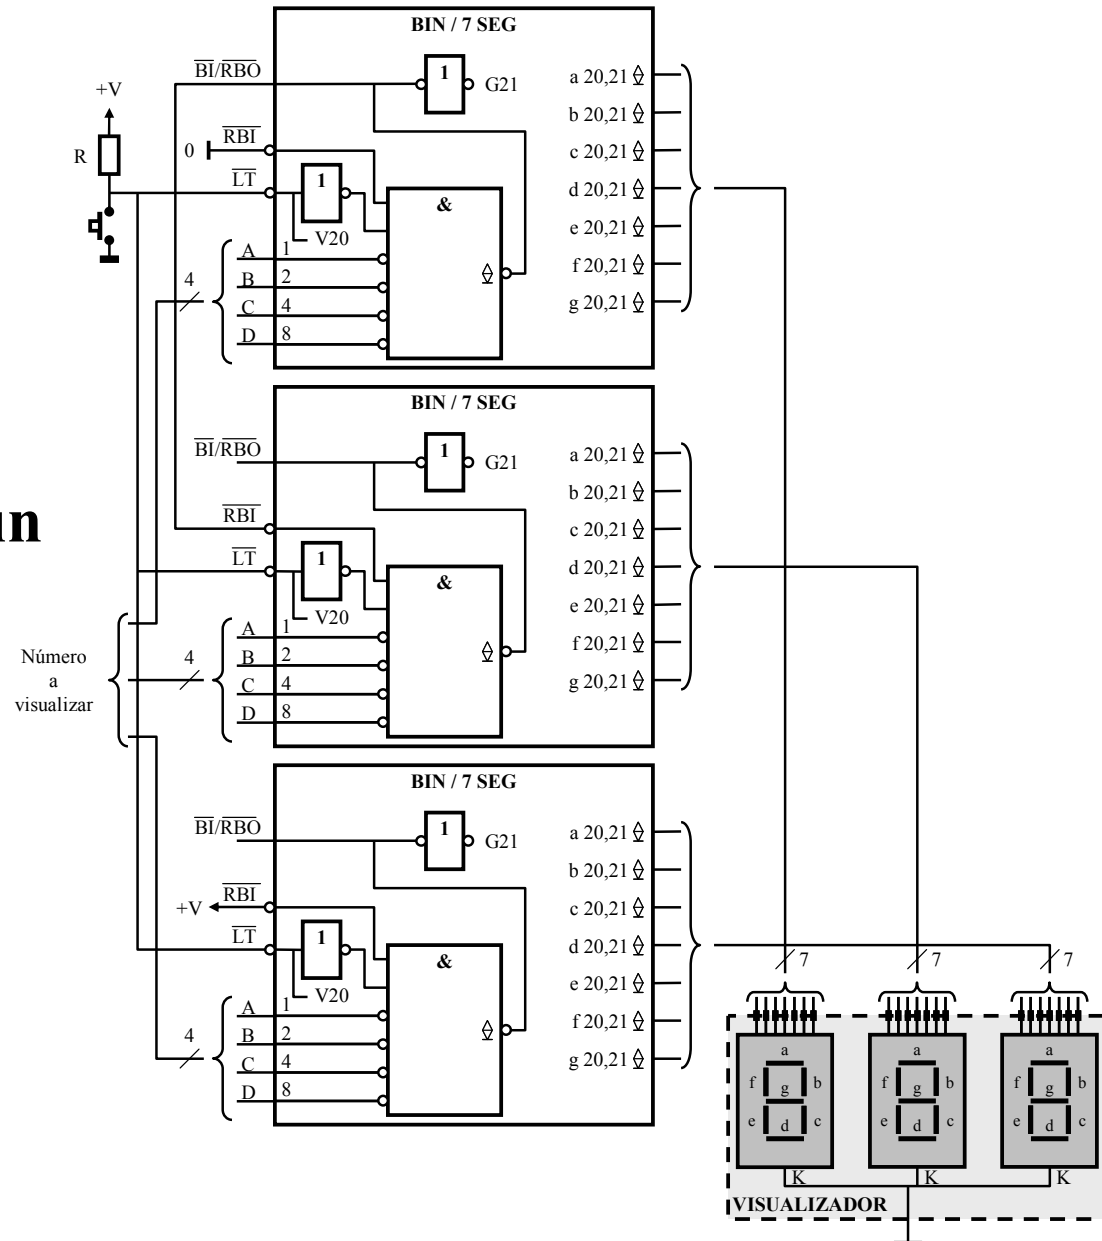 BIN / 7 SEG
BI/RBO
1
G21
+V
R
0
RBI
LT
1
V20
&
4
A 1
B 2
C 4
D 8
a 20,21
b 20,21
c 20,21
d 20,21
e 20,21
f 20,21
g 20,21
BIN / 7 SEG
BI/RBO
1
G21
RBI
LT
1
V20
&
Número
a
visualizar
4
A 1
B 2
C 4
D 8
a 20,21
b 20,21
c 20,21
d 20,21
e 20,21
f 20,21
g 20,21
BIN / 7 SEG
BI/RBO
1
G21
+V
RBI
LT
1
V20
&
4
A 1
B 2
C 4
D 8
a 20,21
b 20,21
c 20,21
d 20,21
e 20,21
f 20,21
g 20,21
7 7 7
a a a
f g b f g b f g b
e d c e d c e d c
K K K
VISUALIZADOR